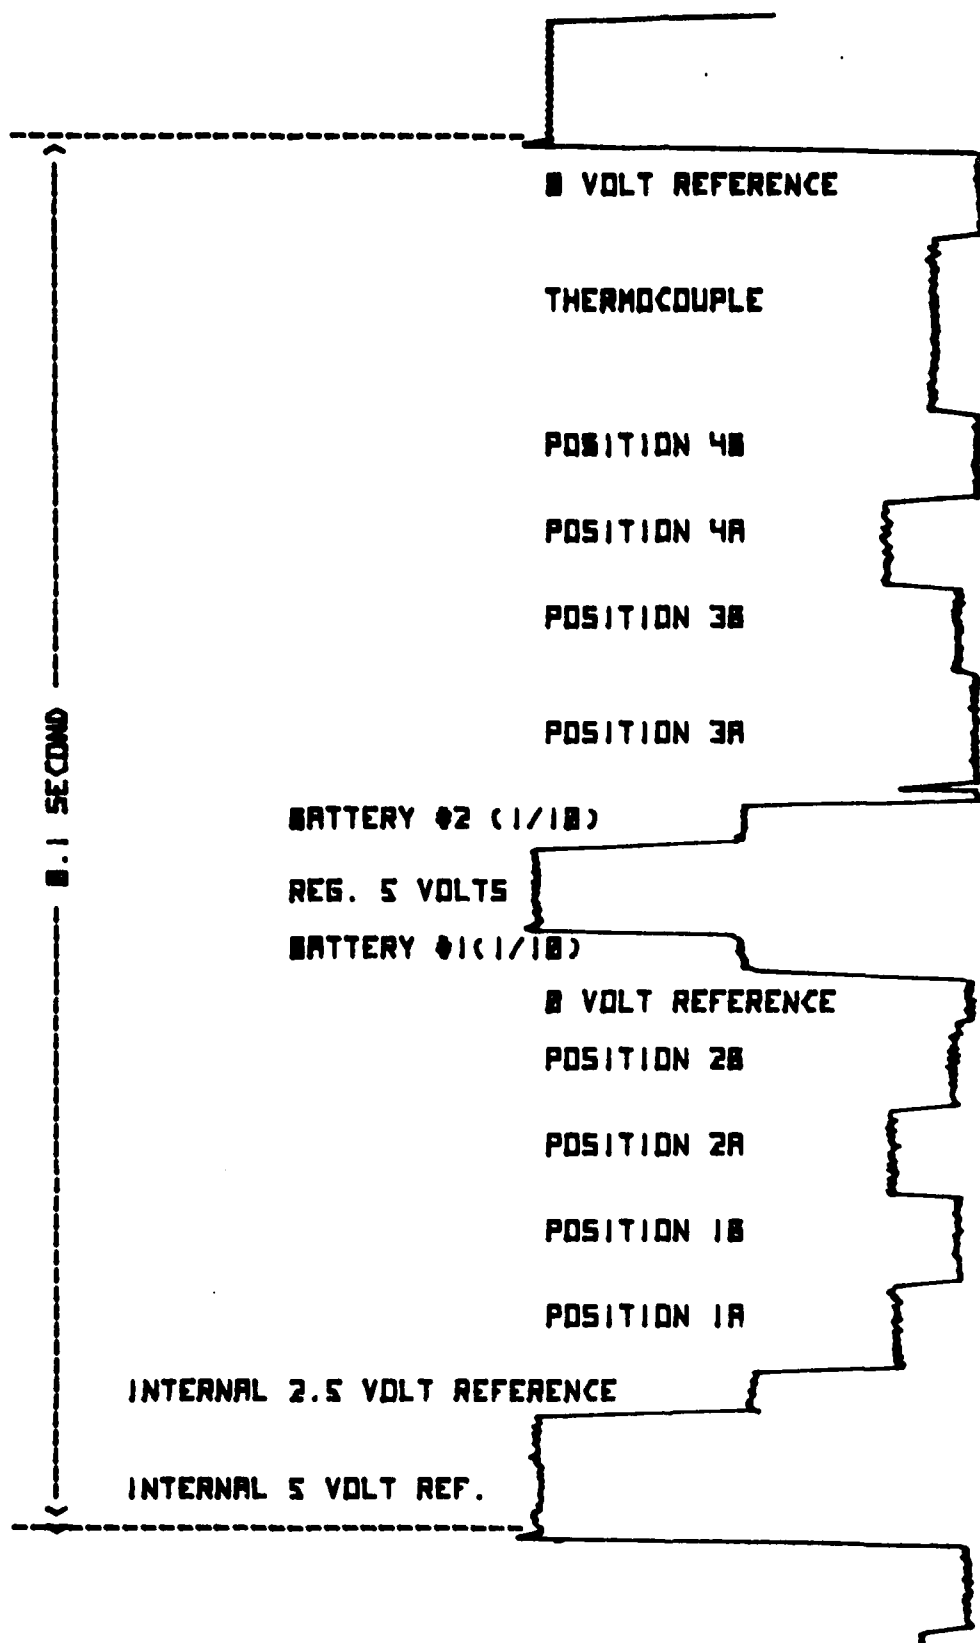 0 VOLT REFERENCE
THERMOCOUPLE
POSITION 4B
POSITION 4A
POSITION 3B
POSITION 3A
0.1 SECOND
BATTERY #2 (1/10)
REG. 5 VOLTS
BATTERY #1(1/10)
0 VOLT REFERENCE
POSITION 2B
POSITION 2A
POSITION 1B
POSITION 1A
INTERNAL 2.5 VOLT REFERENCE
INTERNAL 5 VOLT REF.